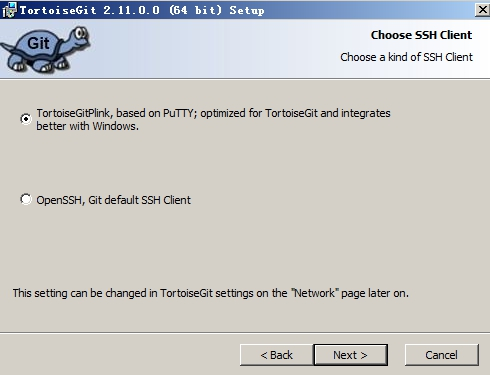 TortoiseGit 2.11.0.0 (64 bit) Setup
Git
Choose SSH Client
Choose a kind of SSH Client
TortoiseGitPlink, based on PuTTY; optimized for TortoiseGit and integrates
better with Windows.
OpenSSH, Git default SSH Client
This setting can be changed in TortoiseGit settings on the "Network" page later on.
< Back
Next >
Cancel